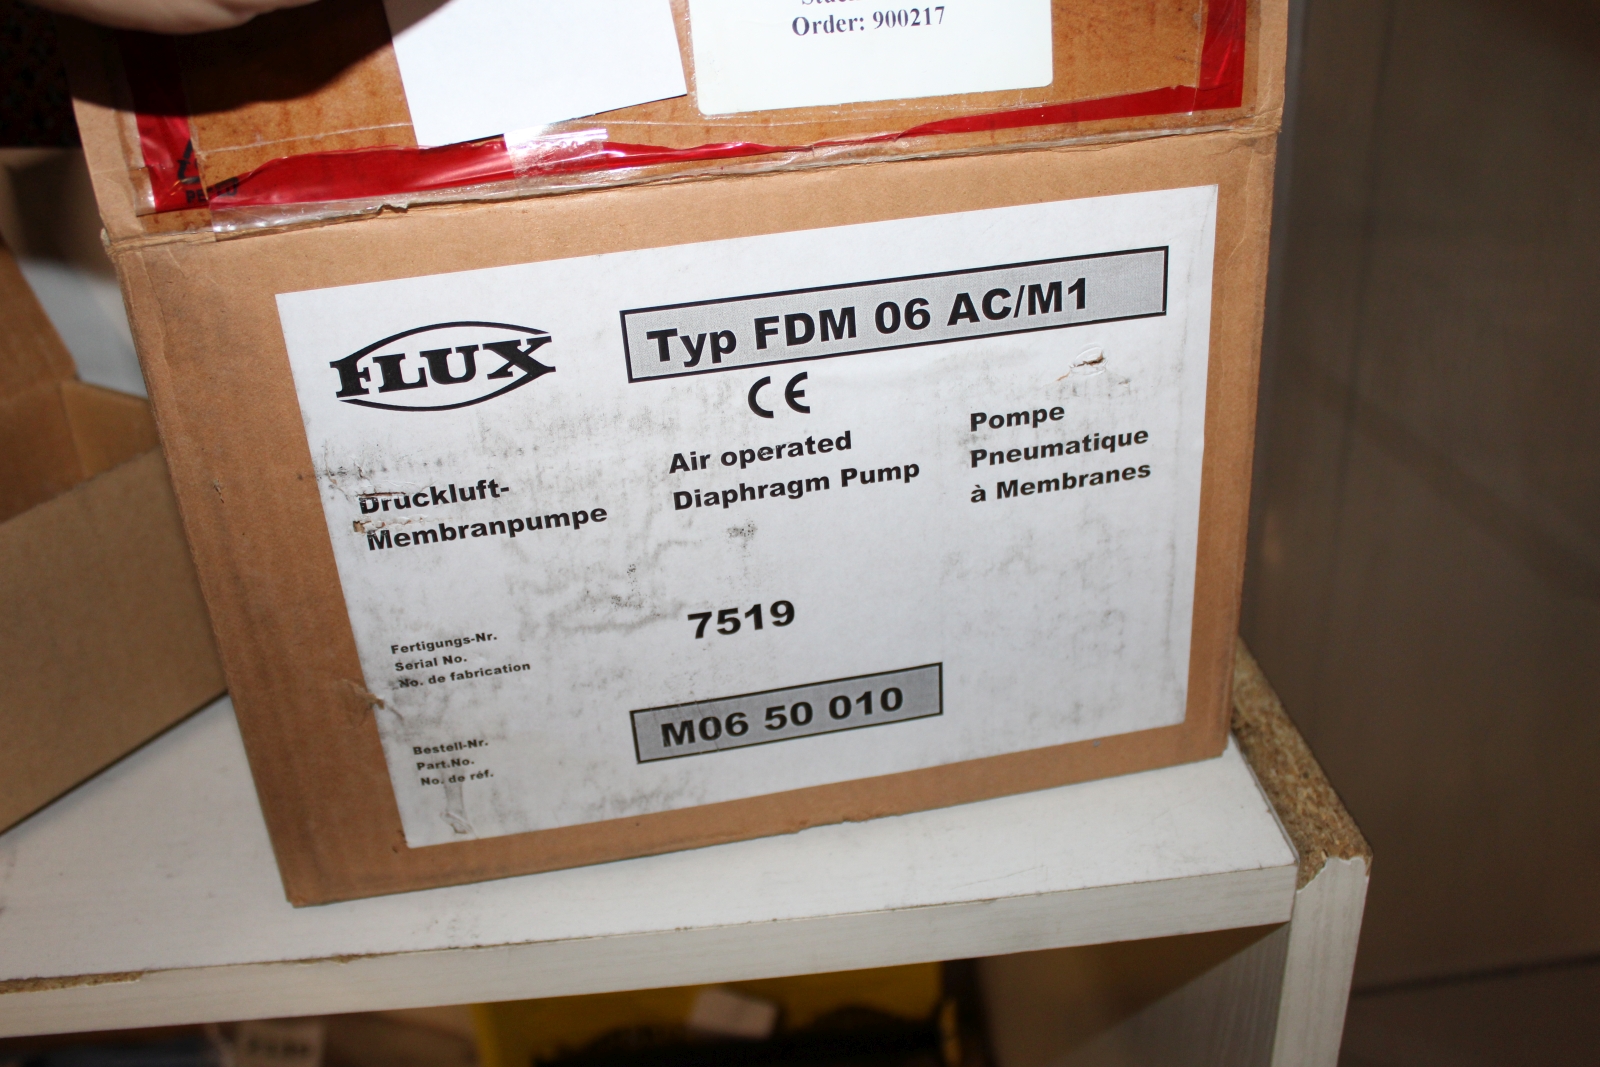 Order: 900217
FLUX
Typ FDM 06 AC/M1
CE
Druckluft-
Membranpumpe
Air operated
Diaphragm Pump
Pompe
Pneumatique
à Membranes
Fertigungs-Nr.
Serial No.
No. de fabrication
7519
Bestell-Nr.
Part.No.
No. de réf.
M06 50 010